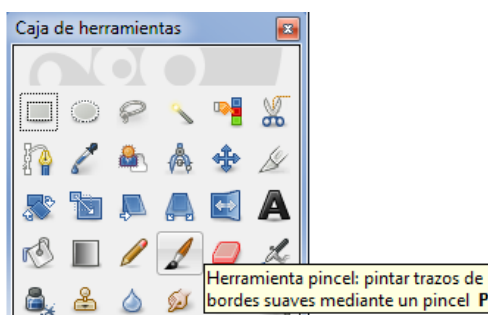 Caja de herramientas
A
Herramienta pincel: pintar trazos de
bordes suaves mediante un pincel P